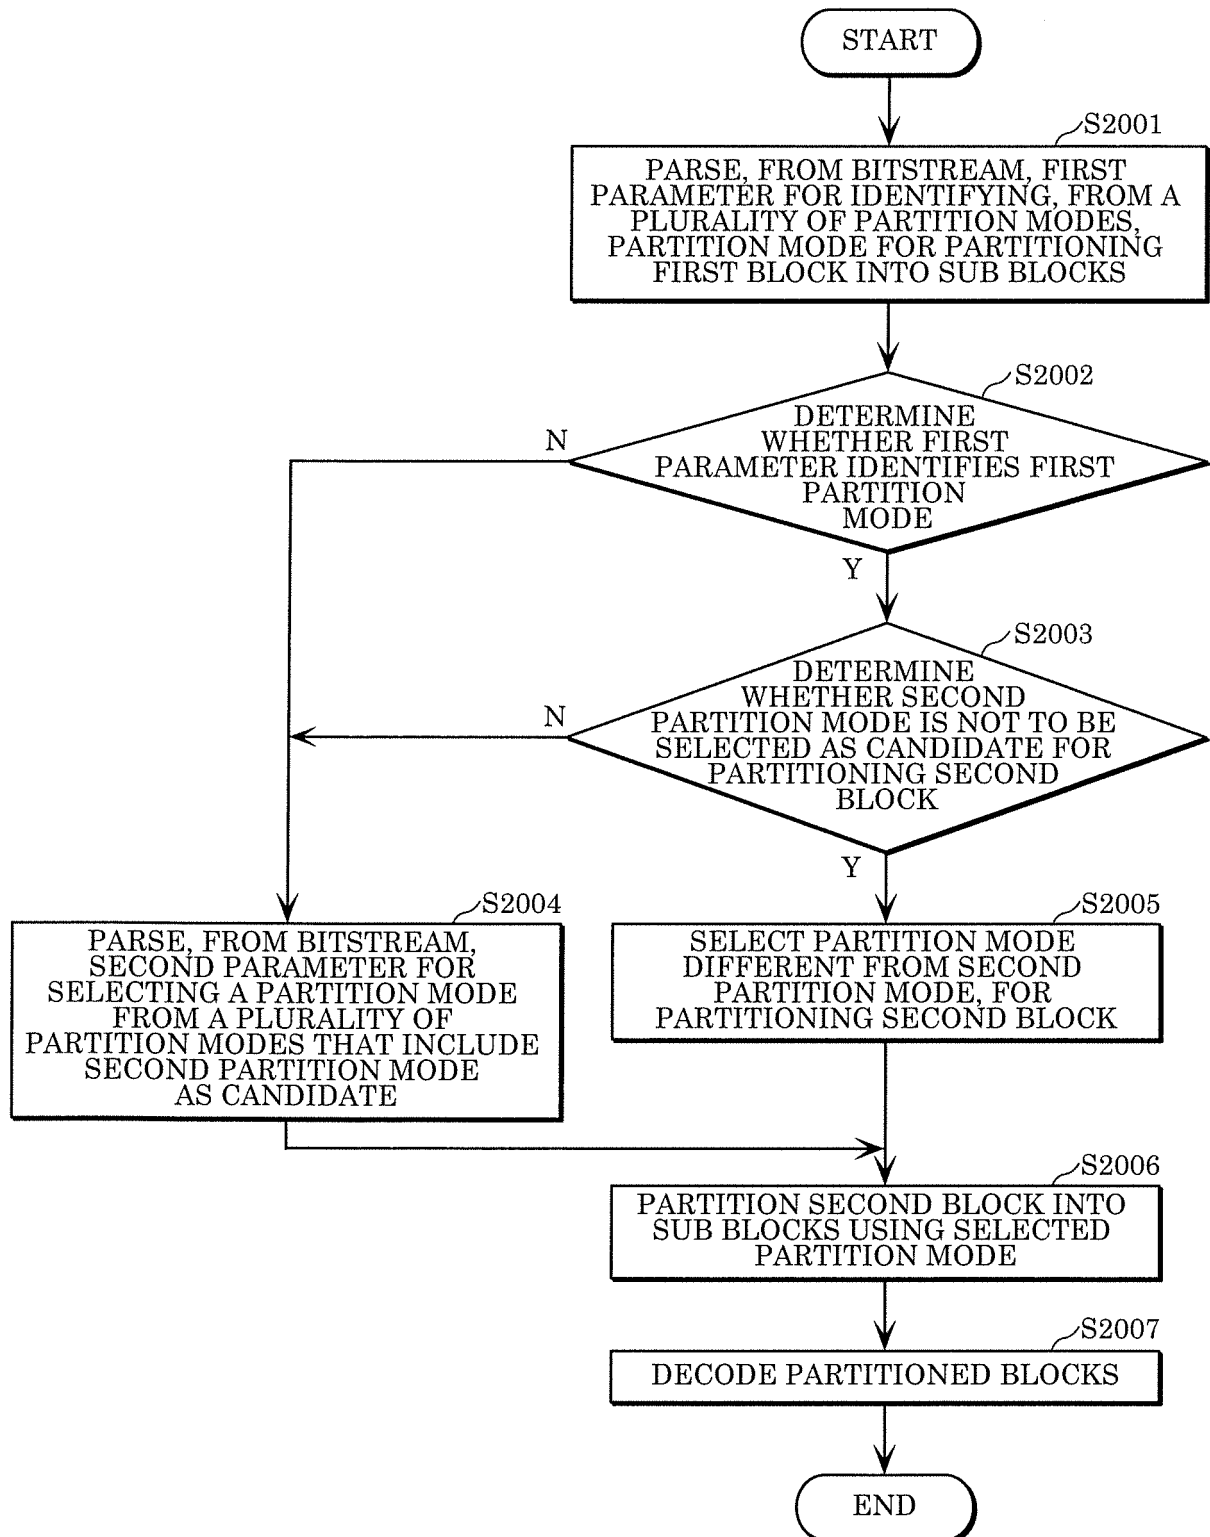 START
S2001
PARSE, FROM BITSTREAM, FIRST
PARAMETER FOR IDENTIFYING, FROM A
PLURALITY OF PARTITION MODES,
PARTITION MODE FOR PARTITIONING
FIRST BLOCK INTO SUB BLOCKS
S2002
DETERMINE
WHETHER FIRST
PARAMETER IDENTIFIES FIRST
PARTITION
MODE
N
Y
S2003
DETERMINE
WHETHER SECOND
PARTITION MODE IS NOT TO BE
SELECTED AS CANDIDATE FOR
PARTITIONING SECOND
BLOCK
N
Y
S2004
PARSE, FROM BITSTREAM,
SECOND PARAMETER FOR
SELECTING A PARTITION MODE
FROM A PLURALITY OF
PARTITION MODES THAT INCLUDE
SECOND PARTITION MODE
AS CANDIDATE
S2005
SELECT PARTITION MODE
DIFFERENT FROM SECOND
PARTITION MODE, FOR
PARTITIONING SECOND BLOCK
S2006
PARTITION SECOND BLOCK INTO
SUB BLOCKS USING SELECTED
PARTITION MODE
S2007
DECODE PARTITIONED BLOCKS
END